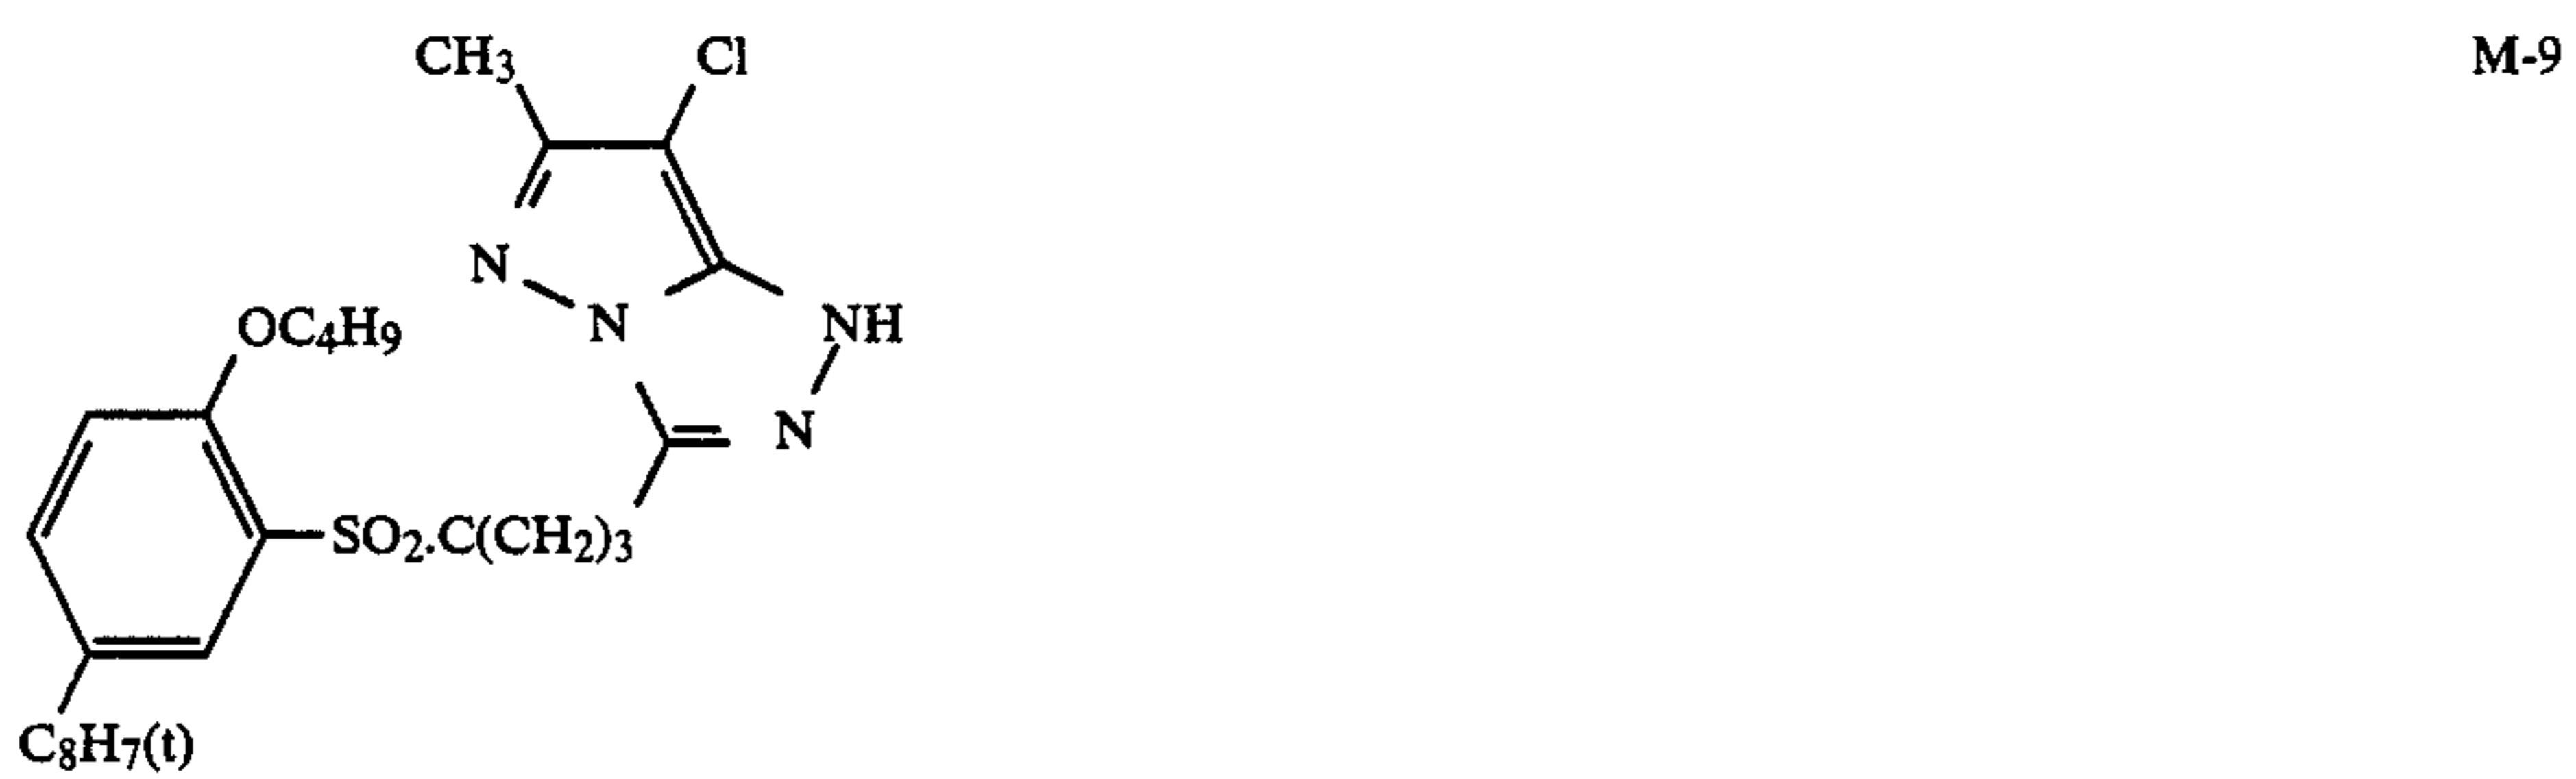 CH3 Cl M-9
N
OC4H9 N NH
N
SO2.C(CH2)3
C8H7(t)